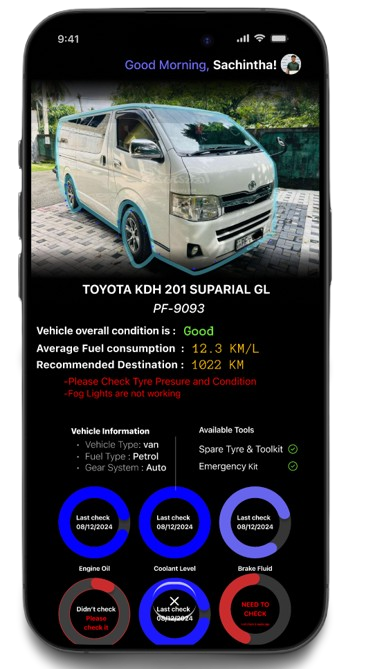 9:41
Good Morning, Sachintha!
TOYOTA KDH 201 SUPARIAL GL
PF-9093
Vehicle overall condition is : Good
Average Fuel consumption : 12.3 KM/L
Recommended Destination : 1022 KM
-Please Check Tyre Presure and Condition
-Fog Lights are not working
Vehicle Information
• Vehicle Type: van
• Fuel Type : Petrol
• Gear System : Auto
Available Tools
Spare Tyre & Toolkit
Emergency Kit
Last check
08/12/2024
Last check
08/12/2024
Last check
08/12/2024
Engine Oil
Coolant Level
Brake Fluid
Didn't check
Please
check it
Last check
08/12/2024
NEED TO
CHECK